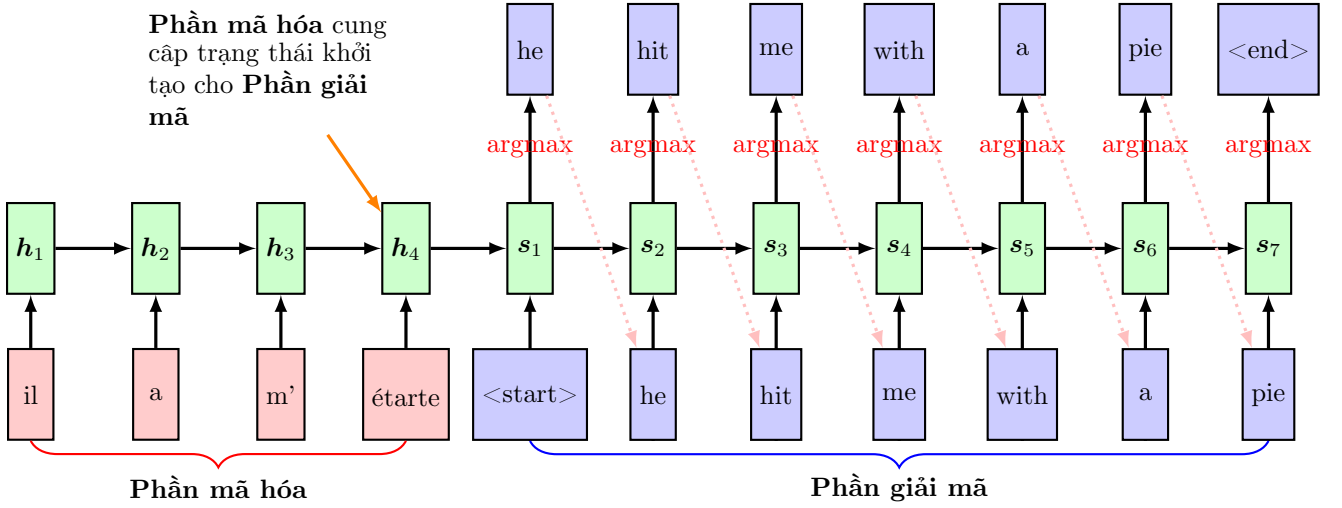 Phần mã hóa cung
câp trạng thái khởi
tạo cho Phần giải
mã
he hit me with a pie <end>
argmax argmax argmax argmax argmax argmax argmax
h1 h2 h3 h4 s1 s2 s3 s4 s5 s6 s7
il a m' étarte <start> he hit me with a pie
Phần mã hóa Phần giải mã